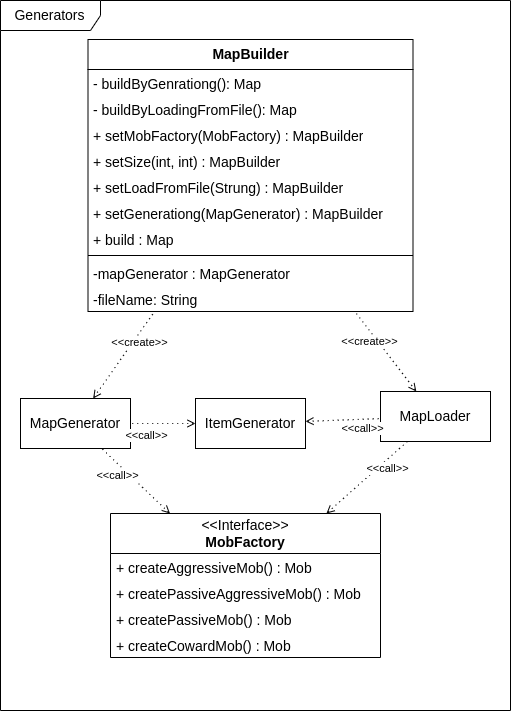 Generators
MapBuilder
- buildByGenrationg(): Map
- buildByLoadingFromFile(): Map
+ setMobFactory(MobFactory) : MapBuilder
+ setSize(int, int) : MapBuilder
+ setLoadFromFile(Strung) : MapBuilder
+ setGenerationg(MapGenerator) : MapBuilder
+ build : Map
-mapGenerator : MapGenerator
-fileName: String
<<create>>
<<create>>
MapGenerator
<<call>>
ItemGenerator
<<call>>
MapLoader
<<call>>
<<call>>
<<Interface>>
MobFactory
+ createAggressiveMob() : Mob
+ createPassiveAggressiveMob() : Mob
+ createPassiveMob() : Mob
+ createCowardMob() : Mob